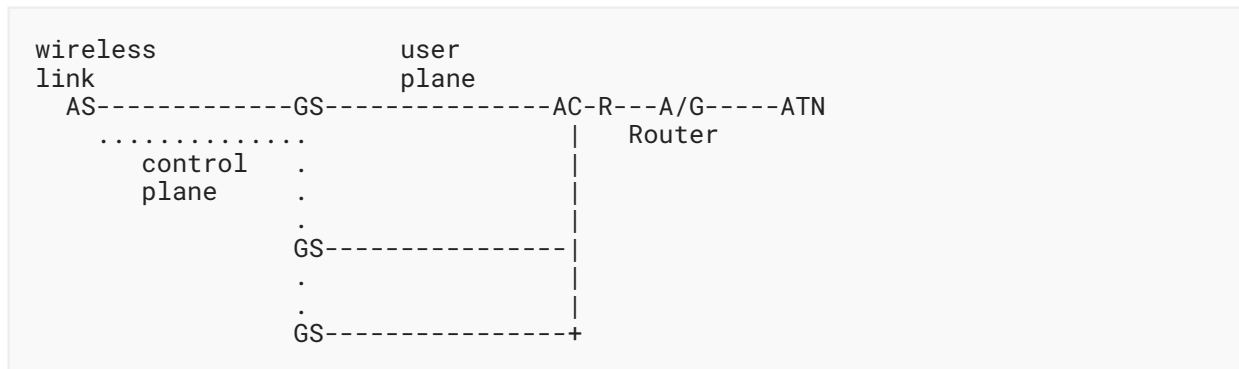 wireless                user
link                    plane
  AS-------------GS---------------AC-R---A/G-----ATN
    ..............                 |   Router
       control   .                 |
       plane     .                 |
                 .                 |
                 GS----------------|
                 .                 |
                 .                 |
                 GS----------------+